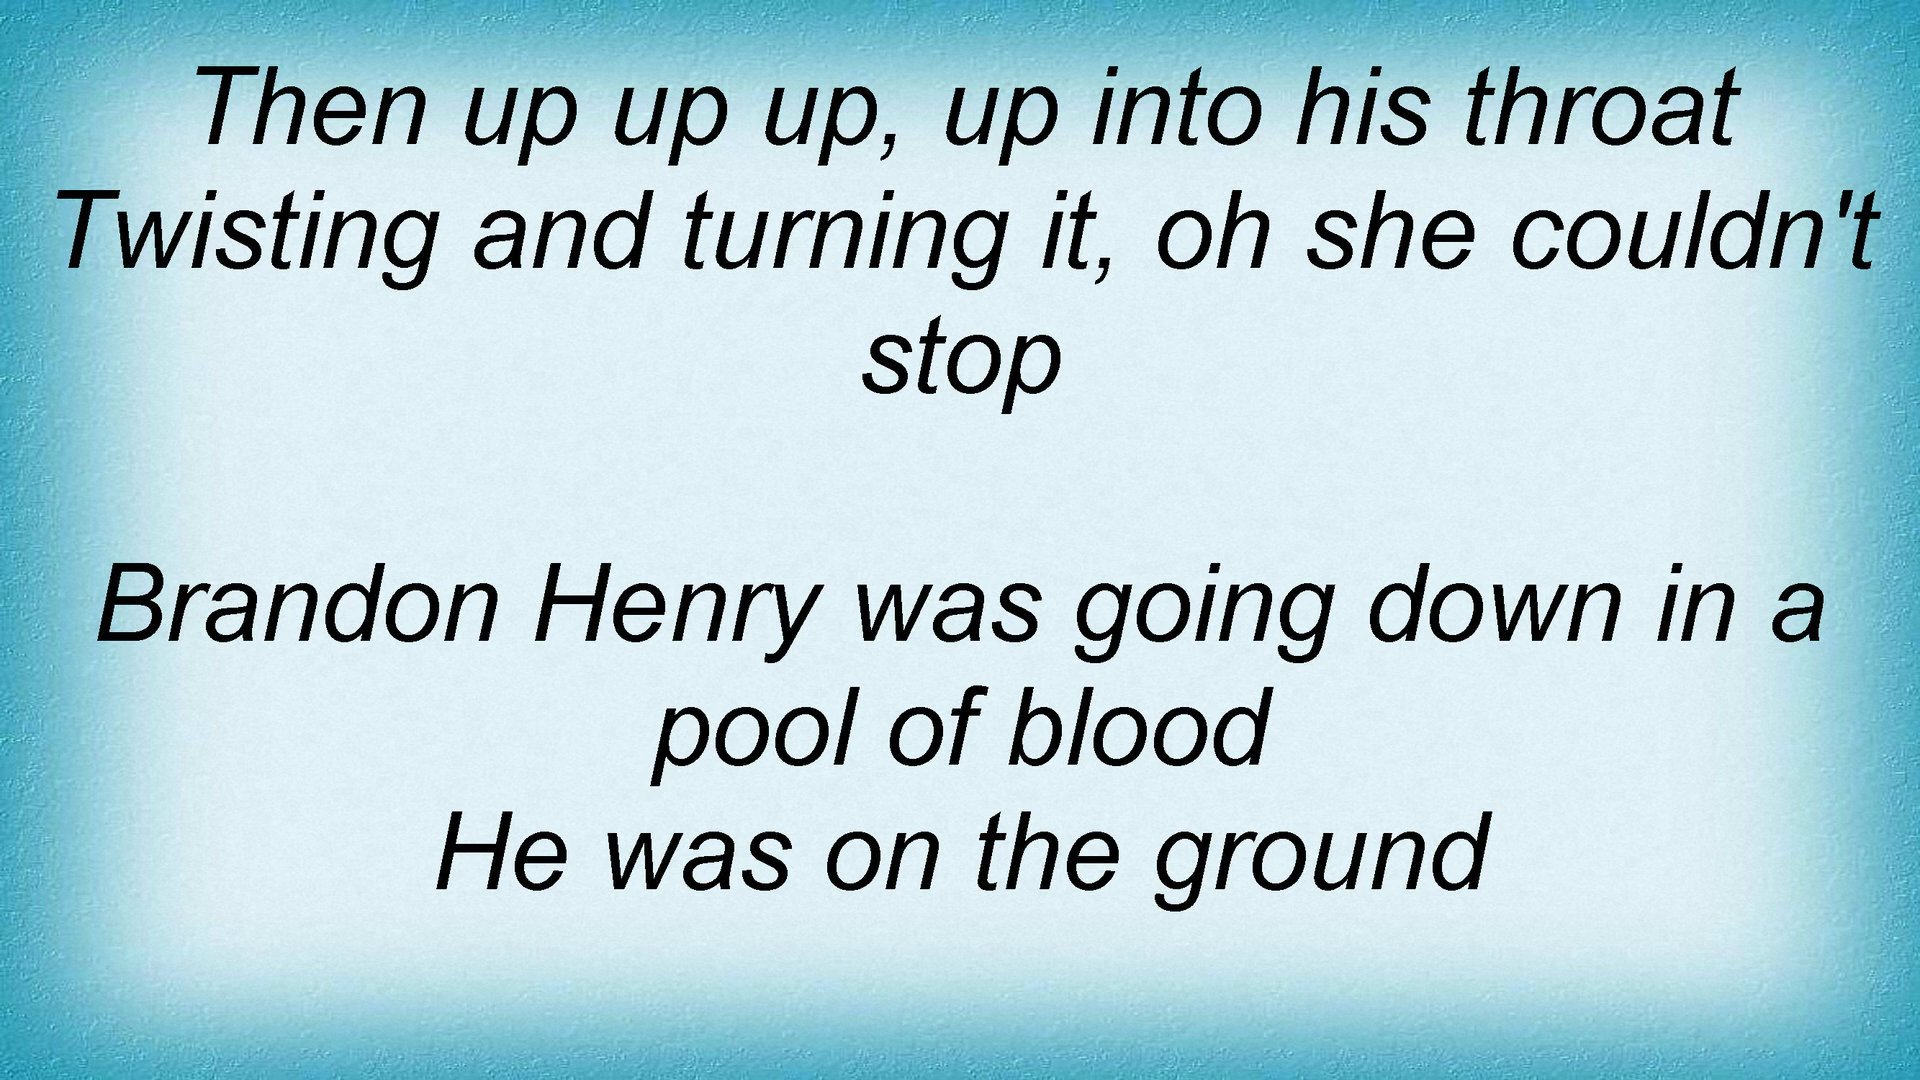 Then up up up, up into his throat
Twisting and turning it, oh she couldn't
stop
Brandon Henry was going down in a
pool of blood
He was on the ground